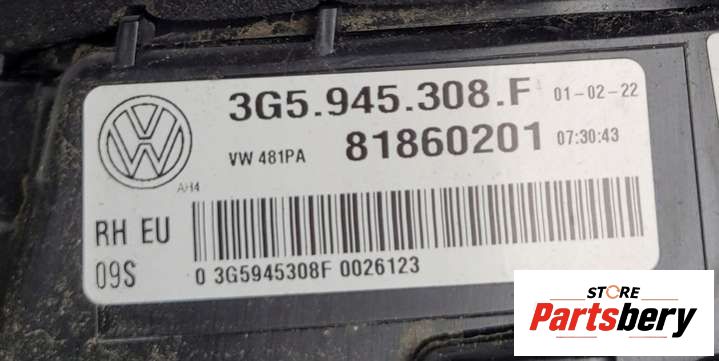 3G5.945.308.F 01-02-22
VW 481PA 81860201 07:30:43
AH4
RH EU
09S
0 3G5945308F 0026123
STORE
Partsbery